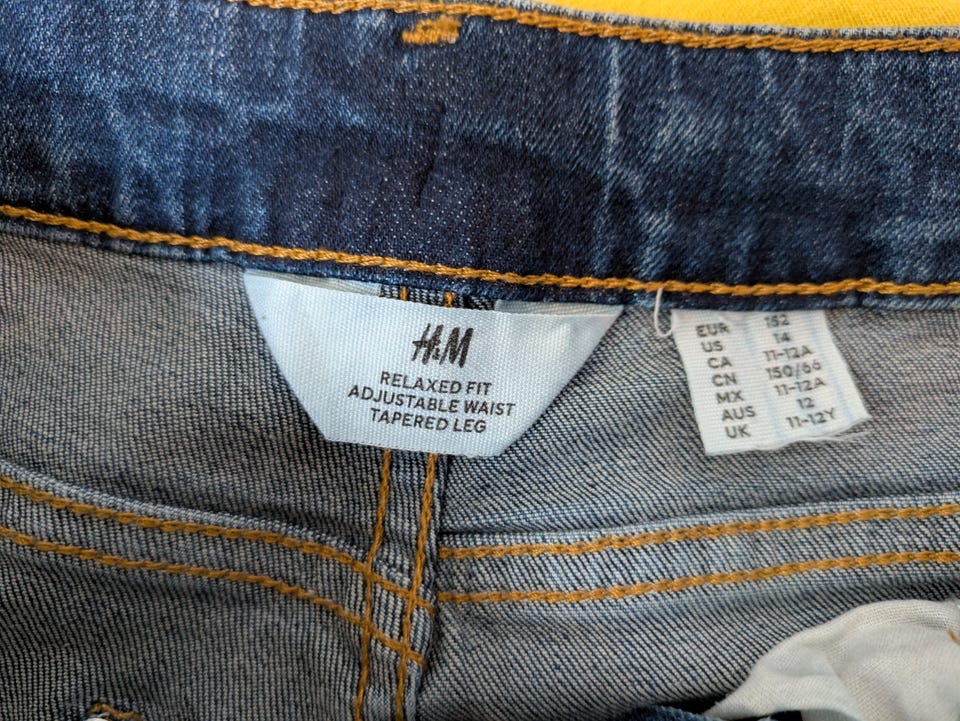 H&M
RELAXED FIT
ADJUSTABLE WAIST
TAPERED LEG
EUR 152
US 14
CA 11-12A
CN 150/66
MX 11-12A
AUS 12
UK 11-12Y